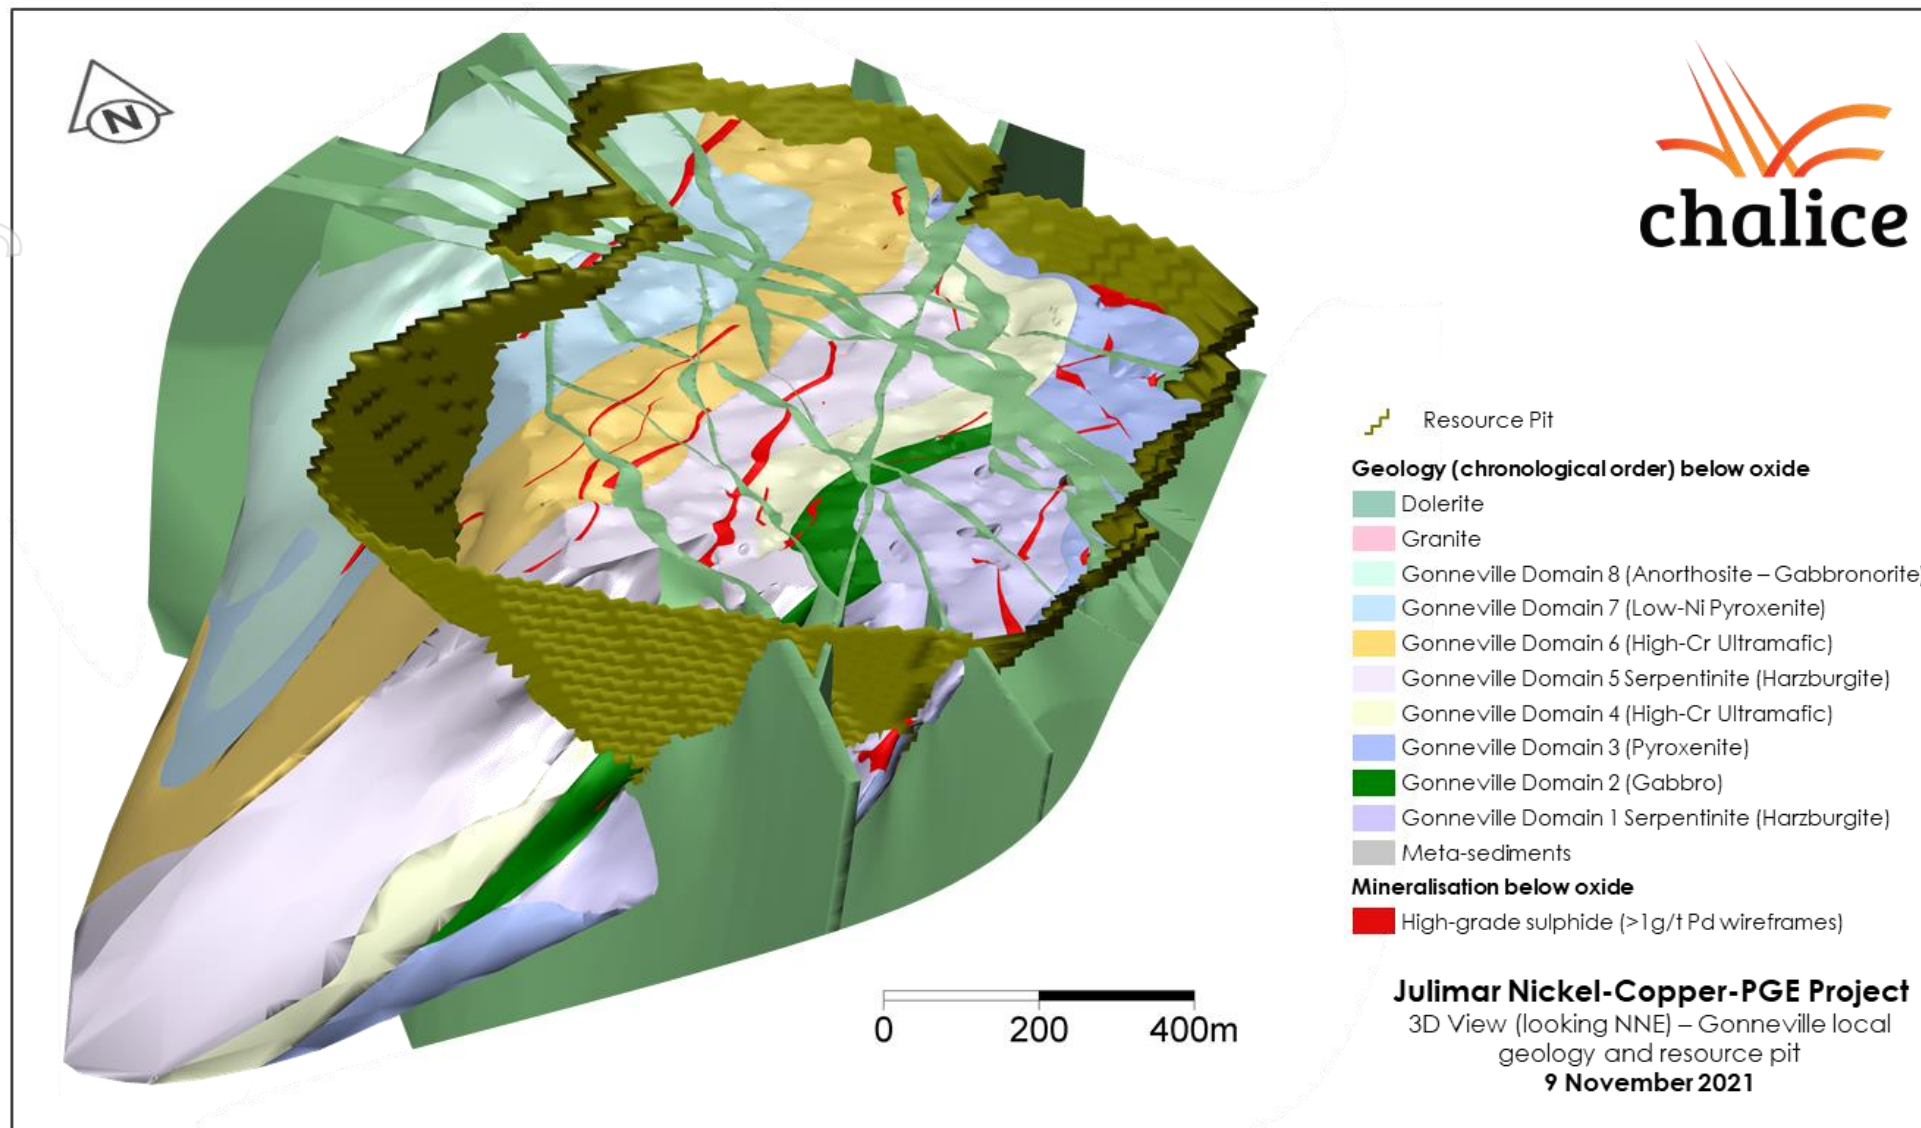 N
chalice
Resource Pit
Geology (chronological order) below oxide
Dolerite
Granite
Gonneville Domain 8 (Anorthosite – Gabbronorite)
Gonneville Domain 7 (Low-Ni Pyroxenite)
Gonneville Domain 6 (High-Cr Ultramafic)
Gonneville Domain 5 Serpentinite (Harzburgite)
Gonneville Domain 4 (High-Cr Ultramafic)
Gonneville Domain 3 (Pyroxenite)
Gonneville Domain 2 (Gabbro)
Gonneville Domain 1 Serpentinite (Harzburgite)
Meta-sediments
Mineralisation below oxide
High-grade sulphide (>1g/t Pd wireframes)
0 200 400m
Julimar Nickel-Copper-PGE Project
3D View (looking NNE) – Gonneville local
geology and resource pit
9 November 2021